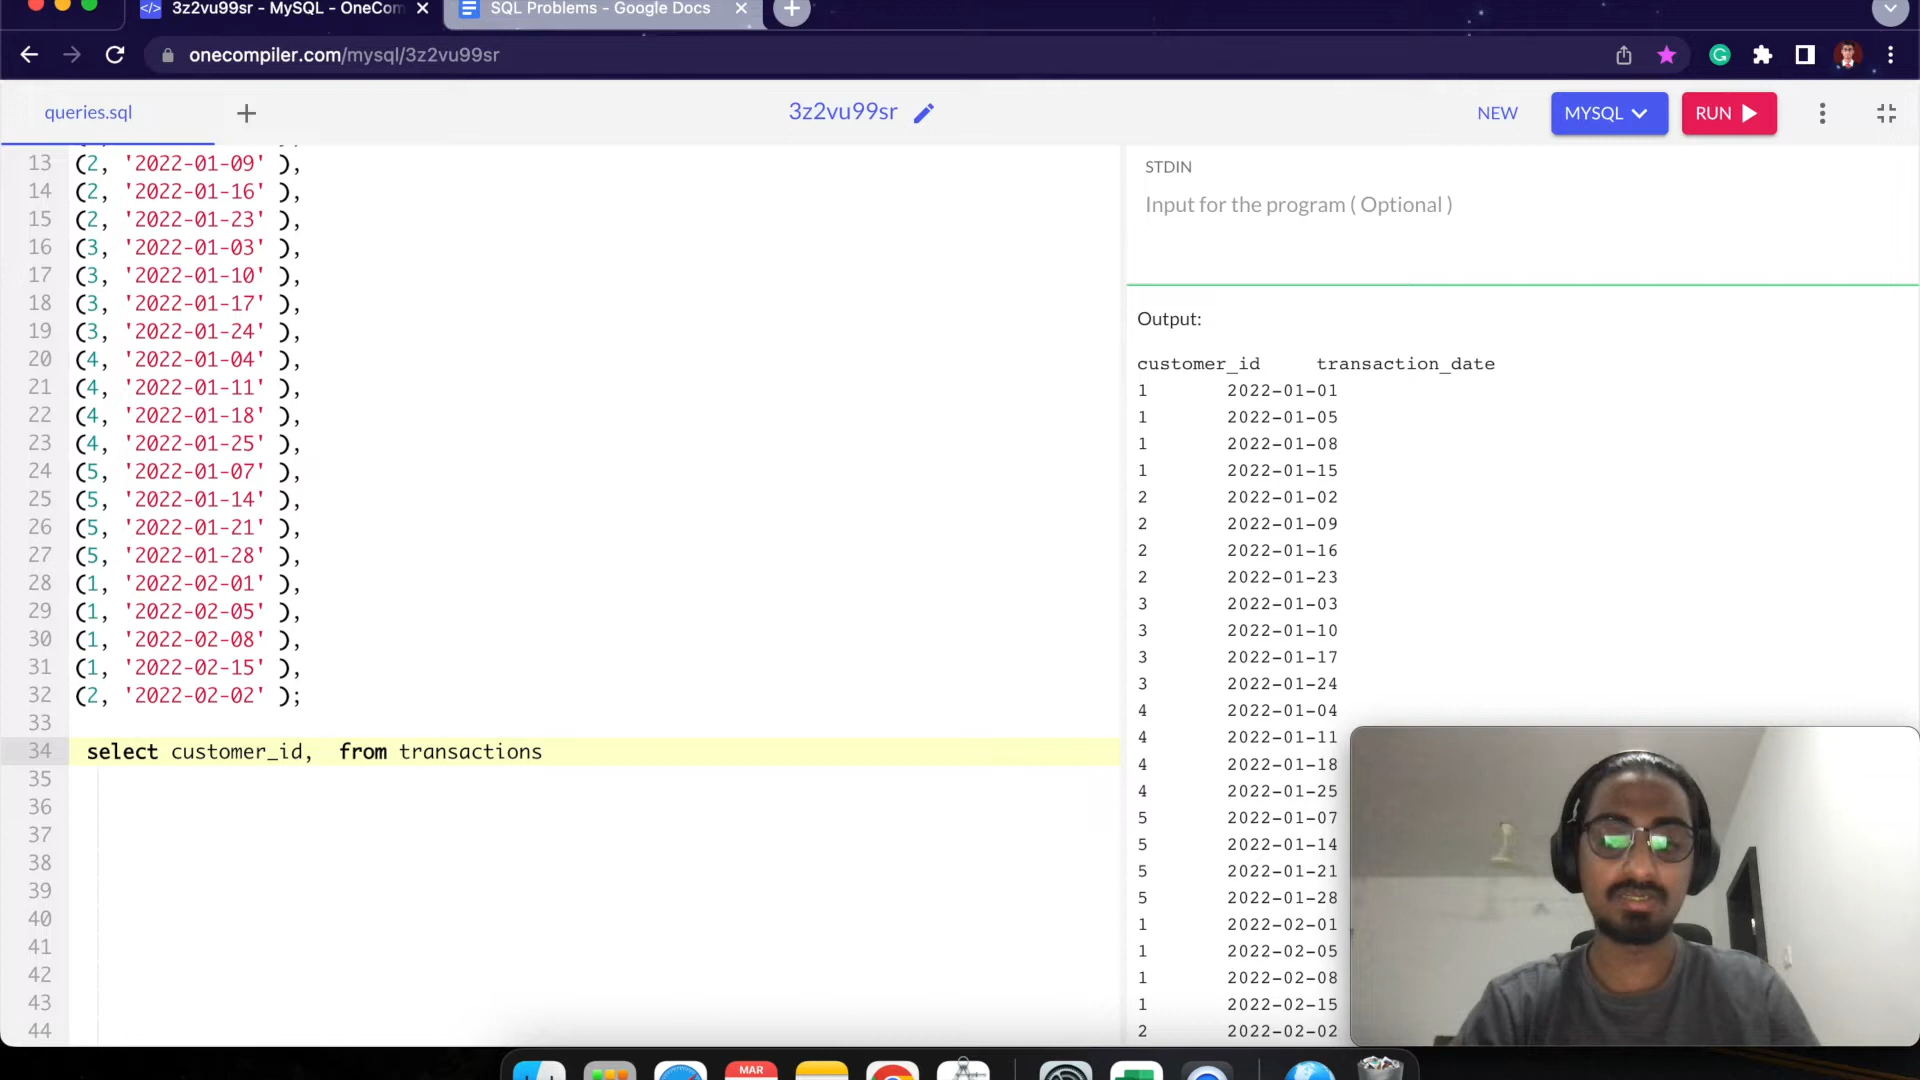 3z2vu99sr - MySQL - OneCom
SQL Problems - Google Docs
onecompiler.com/mysql/3z2vu99sr
queries.sql
3z2vu99sr
NEW
MYSQL
RUN
13 (2, '2022-01-09' ),
14 (2, '2022-01-16' ),
15 (2, '2022-01-23' ),
16 (3, '2022-01-03' ),
17 (3, '2022-01-10' ),
18 (3, '2022-01-17' ),
19 (3, '2022-01-24' ),
20 (4, '2022-01-04' ),
21 (4, '2022-01-11' ),
22 (4, '2022-01-18' ),
23 (4, '2022-01-25' ),
24 (5, '2022-01-07' ),
25 (5, '2022-01-14' ),
26 (5, '2022-01-21' ),
27 (5, '2022-01-28' ),
28 (1, '2022-02-01' ),
29 (1, '2022-02-05' ),
30 (1, '2022-02-08' ),
31 (1, '2022-02-15' ),
32 (2, '2022-02-02' );
33
34 select customer_id,  from transactions
35
36
37
38
39
40
41
42
43
44
STDIN
Input for the program ( Optional )
Output:
customer_id transaction_date
1 2022-01-01
1 2022-01-05
1 2022-01-08
1 2022-01-15
2 2022-01-02
2 2022-01-09
2 2022-01-16
2 2022-01-23
3 2022-01-03
3 2022-01-10
3 2022-01-17
3 2022-01-24
4 2022-01-04
4 2022-01-11
4 2022-01-18
4 2022-01-25
5 2022-01-07
5 2022-01-14
5 2022-01-21
5 2022-01-28
1 2022-02-01
1 2022-02-05
1 2022-02-08
1 2022-02-15
2 2022-02-02
MAR